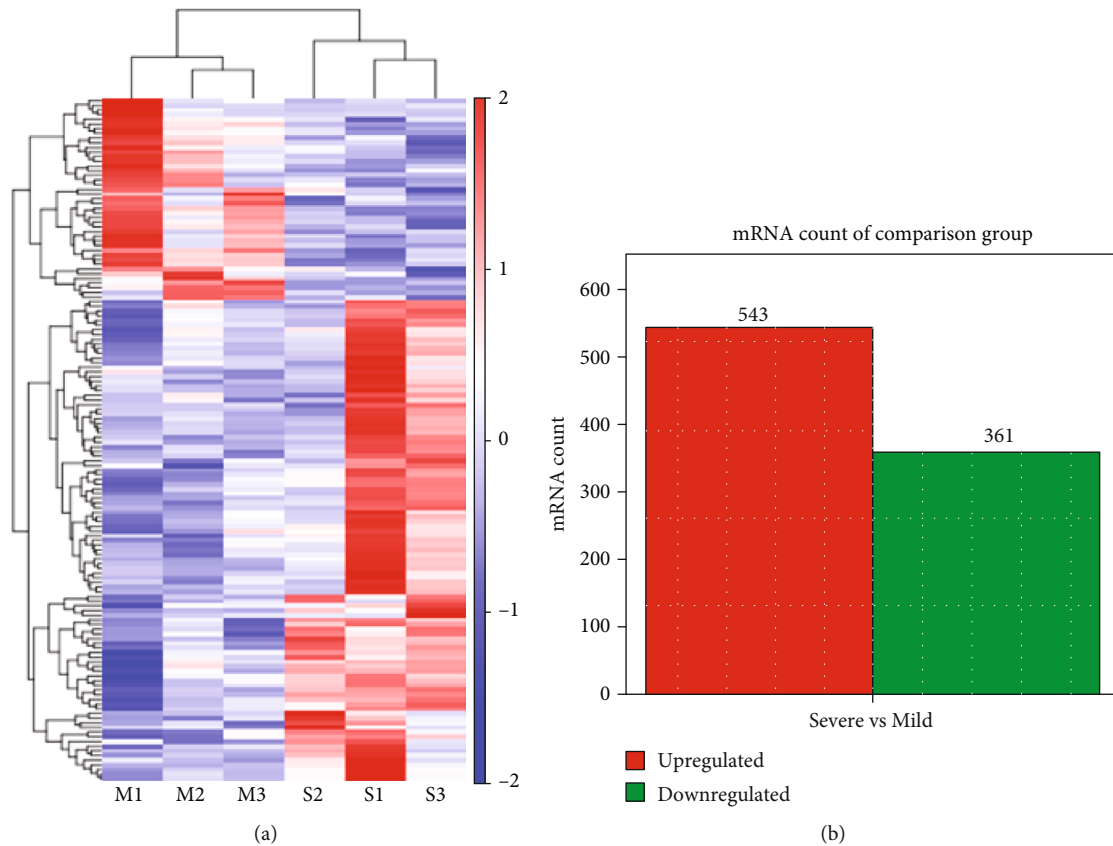 2
1
0
−1
−2
M1 M2 M3 S2 S1 S3
(a)
mRNA count of comparison group
mRNA count
600
500
400
300
200
100
0
543
361
Severe vs Mild
Upregulated
Downregulated
(b)